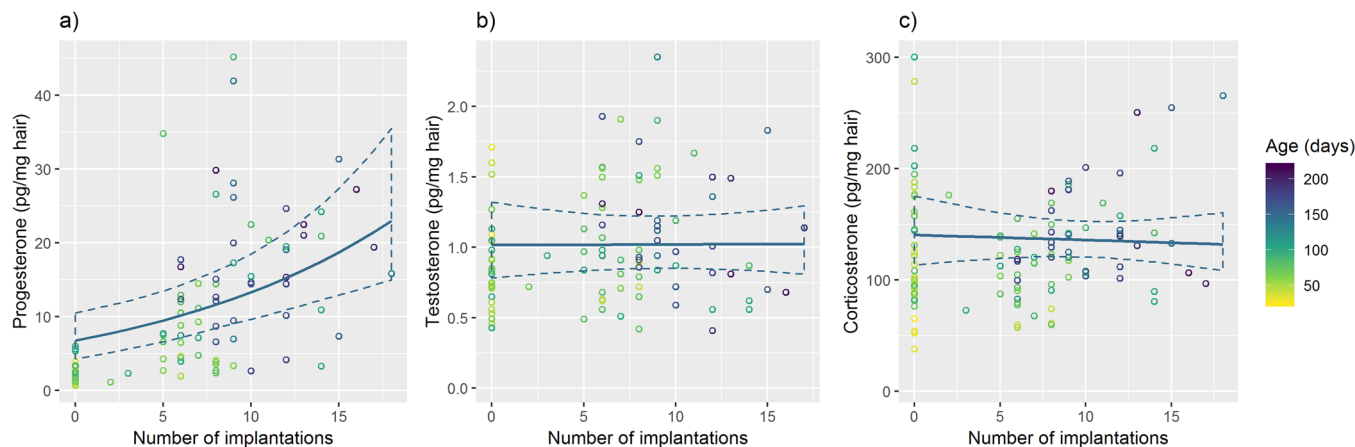 a)
b)
c)
Progesterone (pg/mg hair)
40
30
20
10
0
0 5 10 15
Number of implantations
Testosterone (pg/mg hair)
2.0
1.5
1.0
0.5
0.0
0 5 10 15
Number of implantations
Corticosterone (pg/mg hair)
300
200
100
0
0 5 10 15
Number of implantations
Age (days)
200
150
100
50